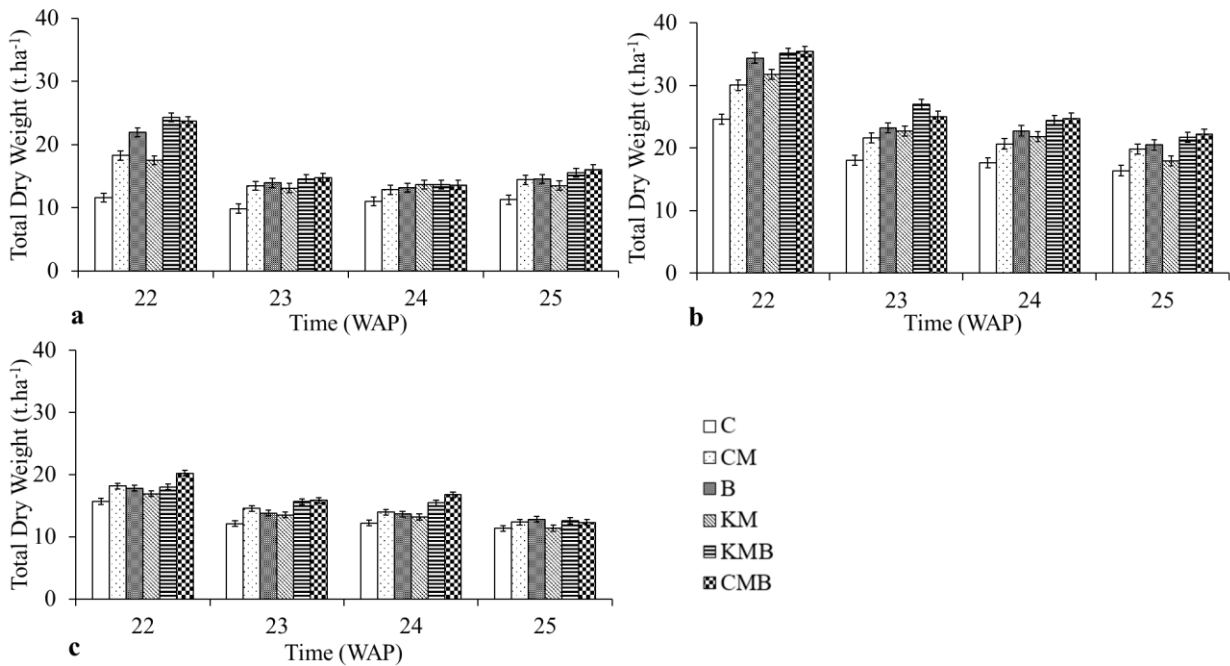 Total Dry Weight (t.ha-1)
40
30
20
10
0
22 23 24 25
Time (WAP)
a
Total Dry Weight (t.ha-1)
40
30
20
10
0
22 23 24 25
Time (WAP)
b
Total Dry Weight (t.ha-1)
40
30
20
10
0
22 23 24 25
Time (WAP)
c
C
CM
B
KM
KMB
CMB